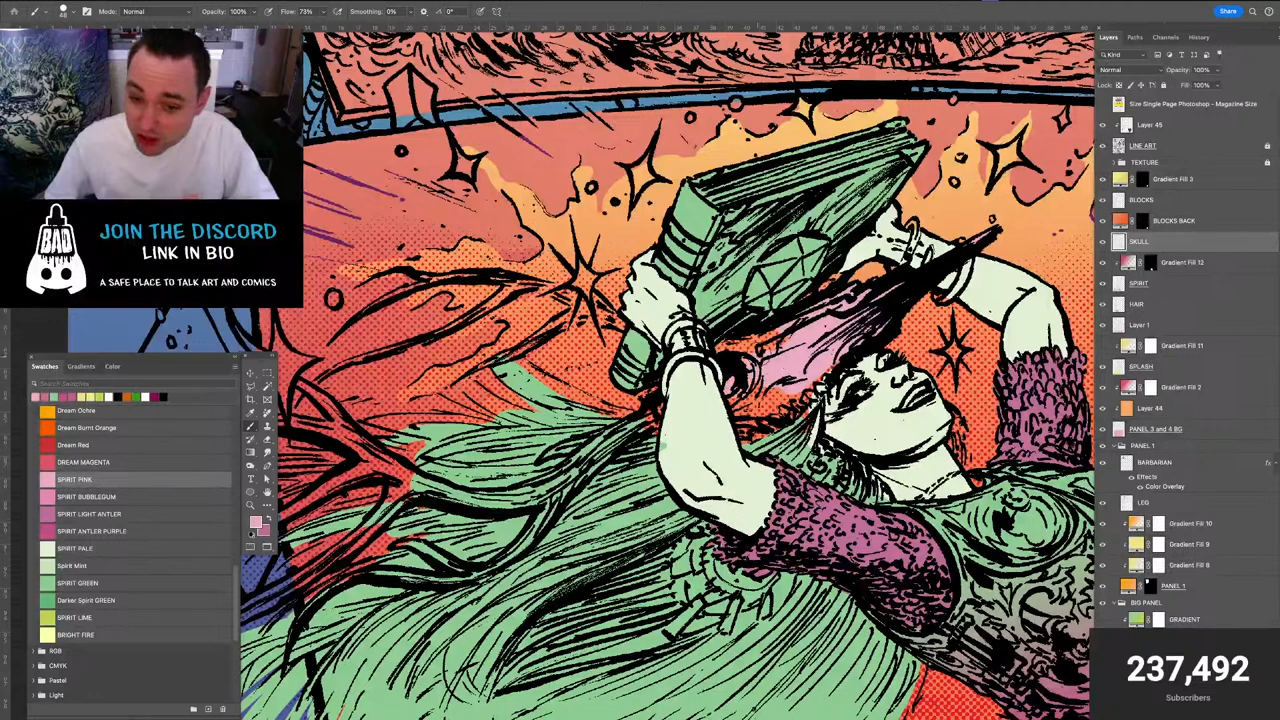 Mode: Normal Opacity: 100% Flow: 73% Smoothing: 0% 0° Share
JOIN THE DISCORD
LINK IN BIO
BAD
A SAFE PLACE TO TALK ART AND COMICS
Swatches Gradients Color
Search Swatches
Dream Ochre
Dream Burnt Orange
Dream Red
DREAM MAGENTA
SPIRIT PINK
SPIRIT BUBBLEGUM
SPIRIT LIGHT ANTLER
SPIRIT ANTLER PURPLE
SPIRIT PALE
Spirit Mint
SPIRIT GREEN
Darker Spirit GREEN
SPIRIT LIME
BRIGHT FIRE
RGB
CMYK
Pastel
Light
Layers Paths Channels History
Kind
Normal Opacity: 100%
Lock: Fill: 100%
Size Single Page Photoshop - Magazine Size
Layer 45
LINE ART
TEXTURE
Gradient Fill 3
BLOCKS
BLOCKS BACK
SKULL
Gradient Fill 12
SPIRIT
HAIR
Layer 1
Gradient Fill 11
SPLASH
Gradient Fill 2
Layer 44
PANEL 3 and 4 BG
PANEL 1
BARBARIAN
Effects
Color Overlay
LEG
Gradient Fill 10
Gradient Fill 9
Gradient Fill 8
PANEL 1
BIG PANEL
GRADIENT
237,492
Subscribers